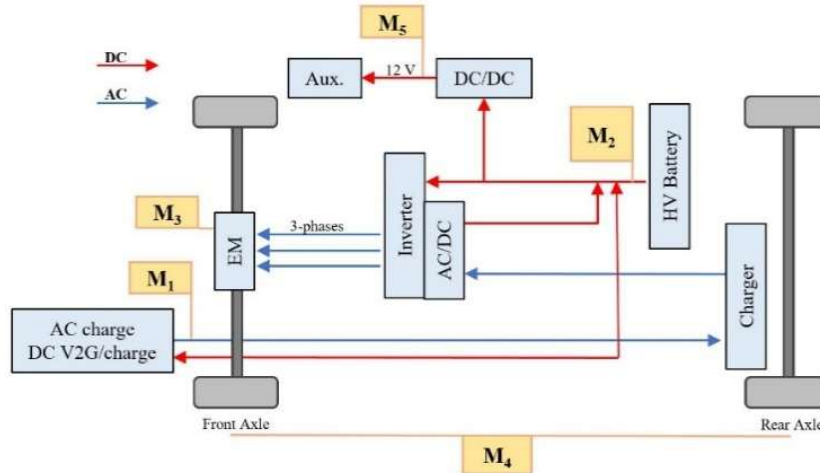 M5
DC
AC
Aux.
12 V
DC/DC
M2
HV Battery
M3
EM
3-phases
Inverter
AC/DC
M1
Charger
AC charge
DC V2G/charge
Front Axle
Rear Axle
M4